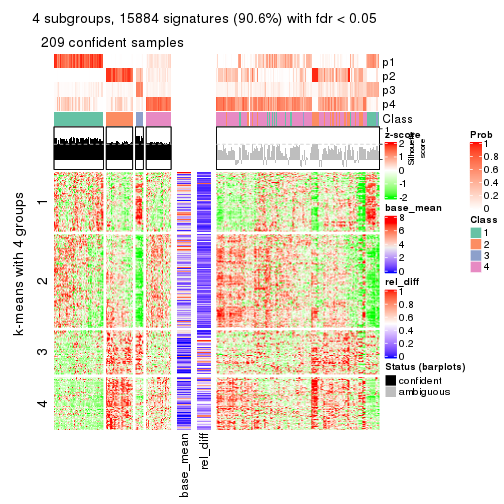 4 subgroups, 15884 signatures (90.6%) with fdr < 0.05
209 confident samples
p1
p2
p3
p4
Class
Silhouette score
k-means with 4 groups
1
2
3
4
base_mean
rel_diff
z-score
2
1
0
-1
-2
base_mean
8
6
4
2
0
rel_diff
1
0.8
0.6
0.4
0.2
0
Status (barplots)
confident
ambiguous
Prob
1
0.8
0.6
0.4
0.2
0
Class
1
2
3
4